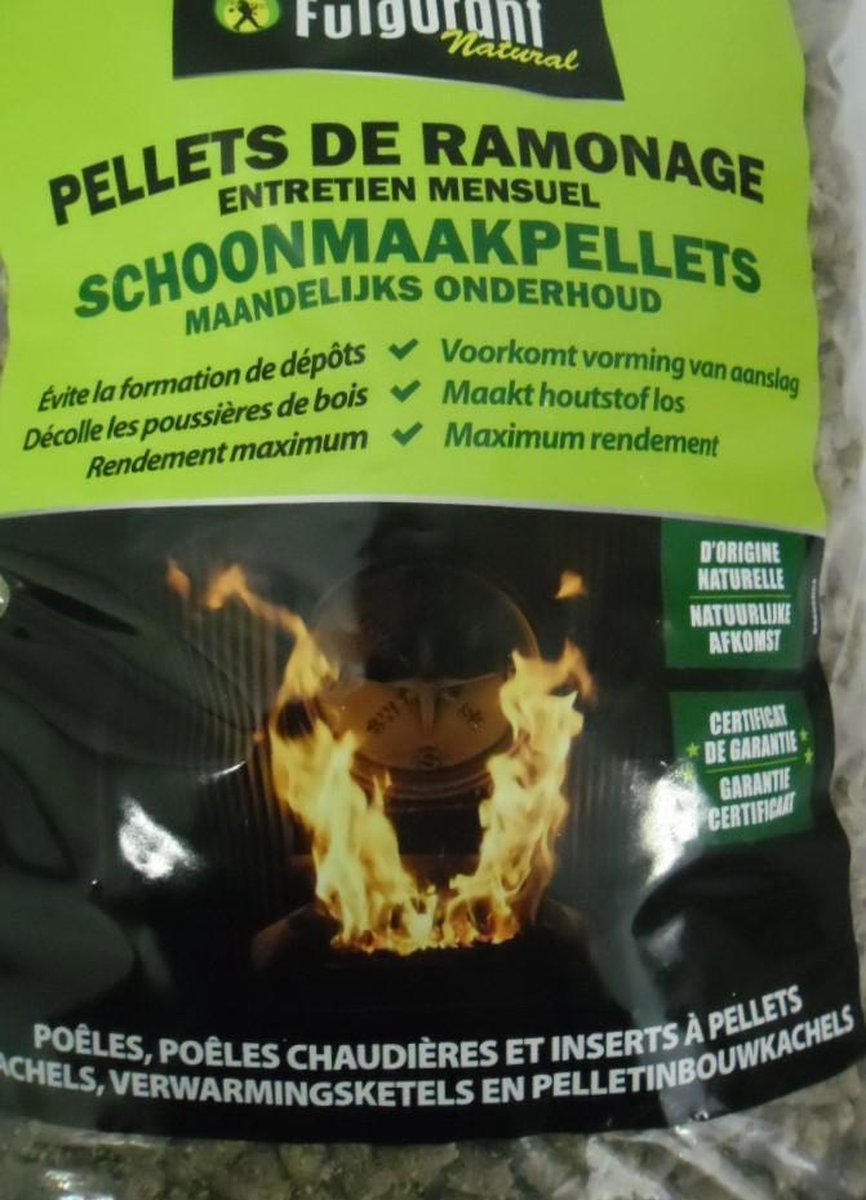 Fulgurant
Natural
PELLETS DE RAMONAGE
ENTRETIEN MENSUEL
SCHOONMAAKPELLETS
MAANDELIJKS ONDERHOUD
Évite la formation de dépôts ✔ Voorkomt vorming van aanslag
Décolle les poussières de bois ✔ Maakt houtstof los
Rendement maximum ✔ Maximum rendement
D'ORIGINE
NATURELLE
NATUURLIJKE
AFKOMST
CERTIFICAT
DE GARANTIE
GARANTIE
CERTIFICAAT
POÊLES, POÊLES CHAUDIÈRES ET INSERTS À PELLETS
ACHELS, VERWARMINGSKETELS EN PELLETINBOUWKACHELS